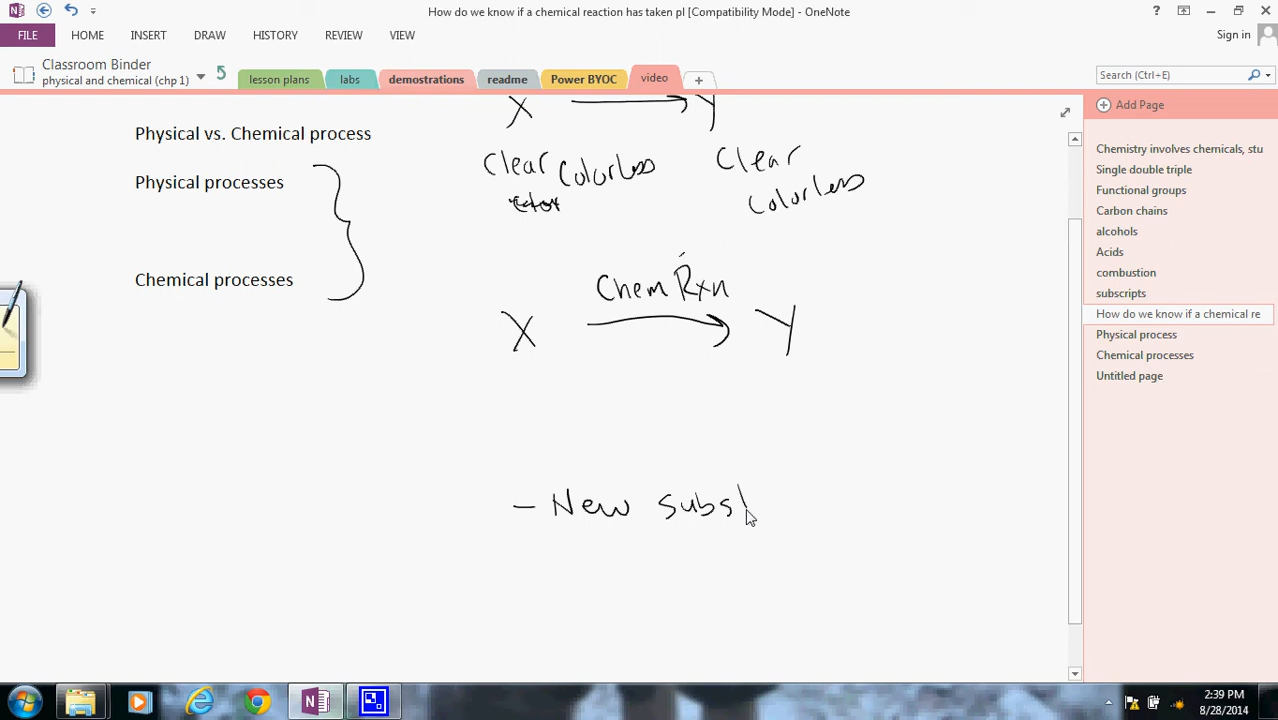 How do we know if a chemical reaction has taken pl [Compatibility Mode] - OneNote
FILE HOME INSERT DRAW HISTORY REVIEW VIEW Sign in
Classroom Binder
physical and chemical (chp 1)
lesson plans labs demostrations readme Power BYOC video +
Search (Ctrl+E)
Add Page
X → Y
Physical vs. Chemical process
Clear Colorless
Clear
colorless
Physical processes
Chemical processes
Chem Rxn
X → Y
- New subst
Chemistry involves chemicals, stu
Single double triple
Functional groups
Carbon chains
alcohols
Acids
combustion
subscripts
How do we know if a chemical re
Physical process
Chemical processes
Untitled page
2:39 PM
8/28/2014